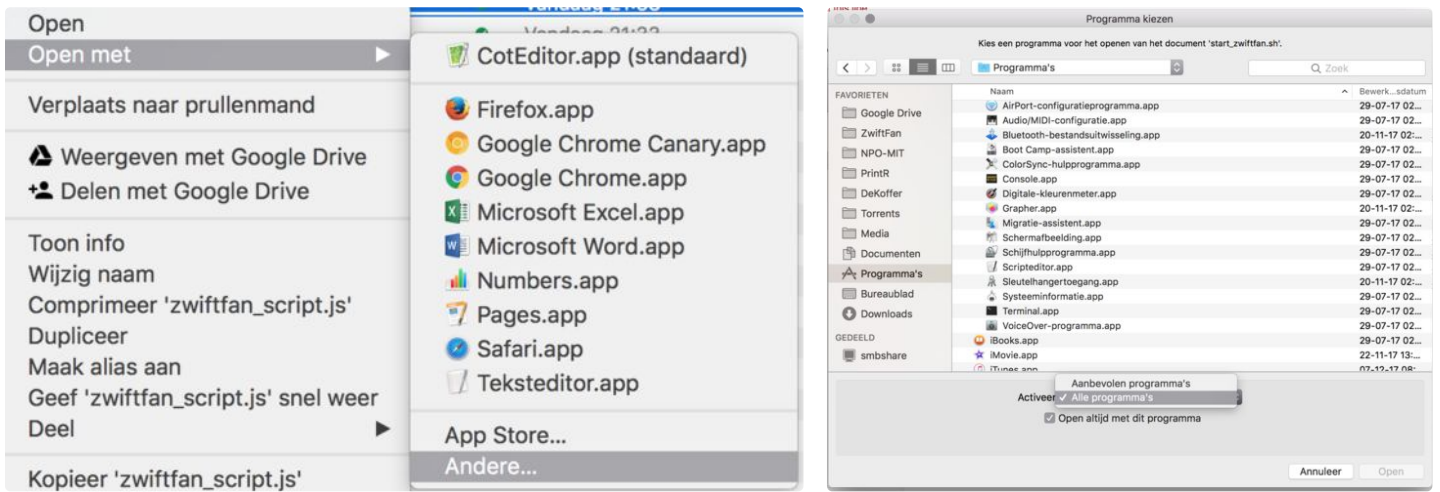 Open
Open met
Verplaats naar prullenmand
Weergeven met Google Drive
Delen met Google Drive
Toon info
Wijzig naam
Comprimeer 'zwiftfan_script.js'
Dupliceer
Maak alias aan
Geef 'zwiftfan_script.js' snel weer
Deel
Kopieer 'zwiftfan_script.js'
Vandaag 21:33
CotEditor.app (standaard)
Firefox.app
Google Chrome Canary.app
Google Chrome.app
Microsoft Excel.app
Microsoft Word.app
Numbers.app
Pages.app
Safari.app
Teksteditor.app
App Store...
Andere...
Programma kiezen
Kies een programma voor het openen van het document 'start_zwiftfan.sh'.
Programma's
Zoek
FAVORIETEN
Google Drive
ZwiftFan
NPO-MIT
PrintR
DeKoffer
Torrents
Media
Documenten
Programma's
Bureaublad
Downloads
GEDEELD
smbshare
Naam Bewerk...sdatum
AirPort-configuratieprogramma.app 29-07-17 02...
Audio/MIDI-configuratie.app 29-07-17 02...
Bluetooth-bestandsuitwisseling.app 20-11-17 02:...
Boot Camp-assistent.app 29-07-17 02...
ColorSync-hulpprogramma.app 29-07-17 02...
Console.app 29-07-17 02...
Digitale-kleurenmeter.app 29-07-17 02...
Grapher.app 20-11-17 02:...
Migratie-assistent.app 29-07-17 02...
Schermafbeelding.app 29-07-17 02...
Schijfhulpprogramma.app 29-07-17 02...
Scripteditor.app 29-07-17 02...
Sleutelhangertoegang.app 20-11-17 02:...
Systeeminformatie.app 29-07-17 02...
Terminal.app 29-07-17 02...
VoiceOver-programma.app 29-07-17 02...
iBooks.app 29-07-17 02...
iMovie.app 22-11-17 13:...
iTunes.app 07-12-17 08:
Aanbevolen programma's
Activeer ✓ Alle programma's
Open altijd met dit programma
Annuleer Open